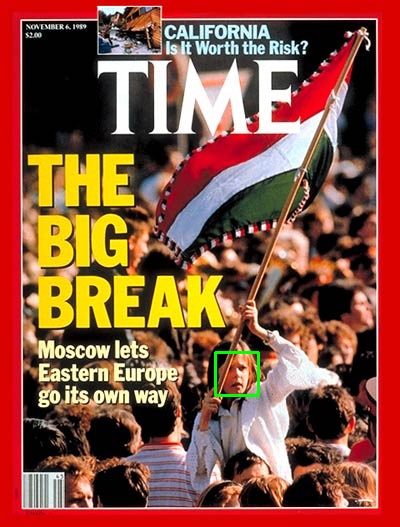 NOVEMBER 6, 1989
$2.00
CALIFORNIA
Is It Worth the Risk?
TIME
THE
BIG
BREAK
Moscow lets
Eastern Europe
go its own way
45